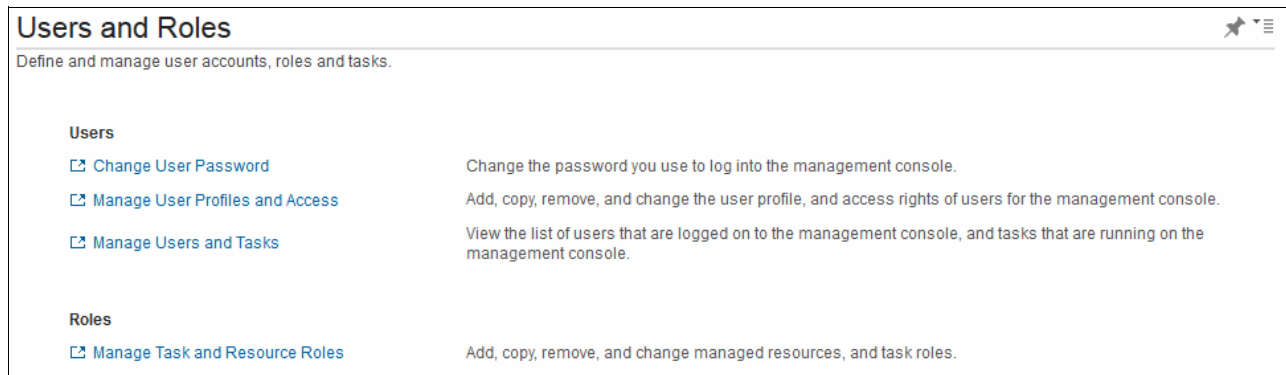 Users and Roles
Define and manage user accounts, roles and tasks.
Users
Change User Password
Change the password you use to log into the management console.
Manage User Profiles and Access
Add, copy, remove, and change the user profile, and access rights of users for the management console.
Manage Users and Tasks
View the list of users that are logged on to the management console, and tasks that are running on the
management console.
Roles
Manage Task and Resource Roles
Add, copy, remove, and change managed resources, and task roles.